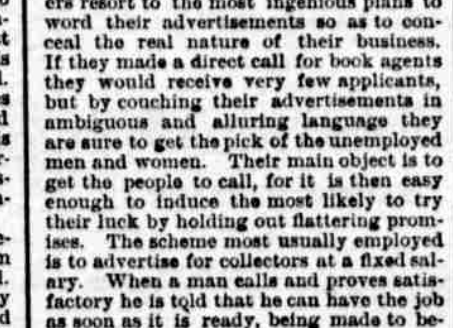 ers resort to the most ingenious plans to
word their advertisements so as to con-
ceal the real nature of their business.
If they made a direct call for book agents
they would receive very few applicants,
but by couching their advertisements in
ambiguous and alluring language they
are sure to get the pick of the unemployed
men and women. Their main object is to
get the people to call, for it is then easy
enough to induce the most likely to try
their luck by holding out flattering prom-
ises. The scheme most usually employed
is to advertise for collectors at a fixed sal-
ary. When a man calls and proves satis-
factory he is told that he can have the job
as soon as it is ready, being made to be-